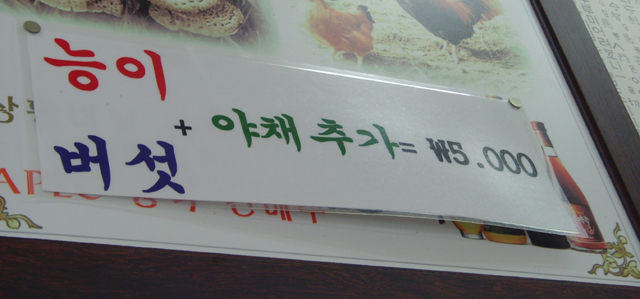 능이
버섯 + 야채 추가 = ₩5.000